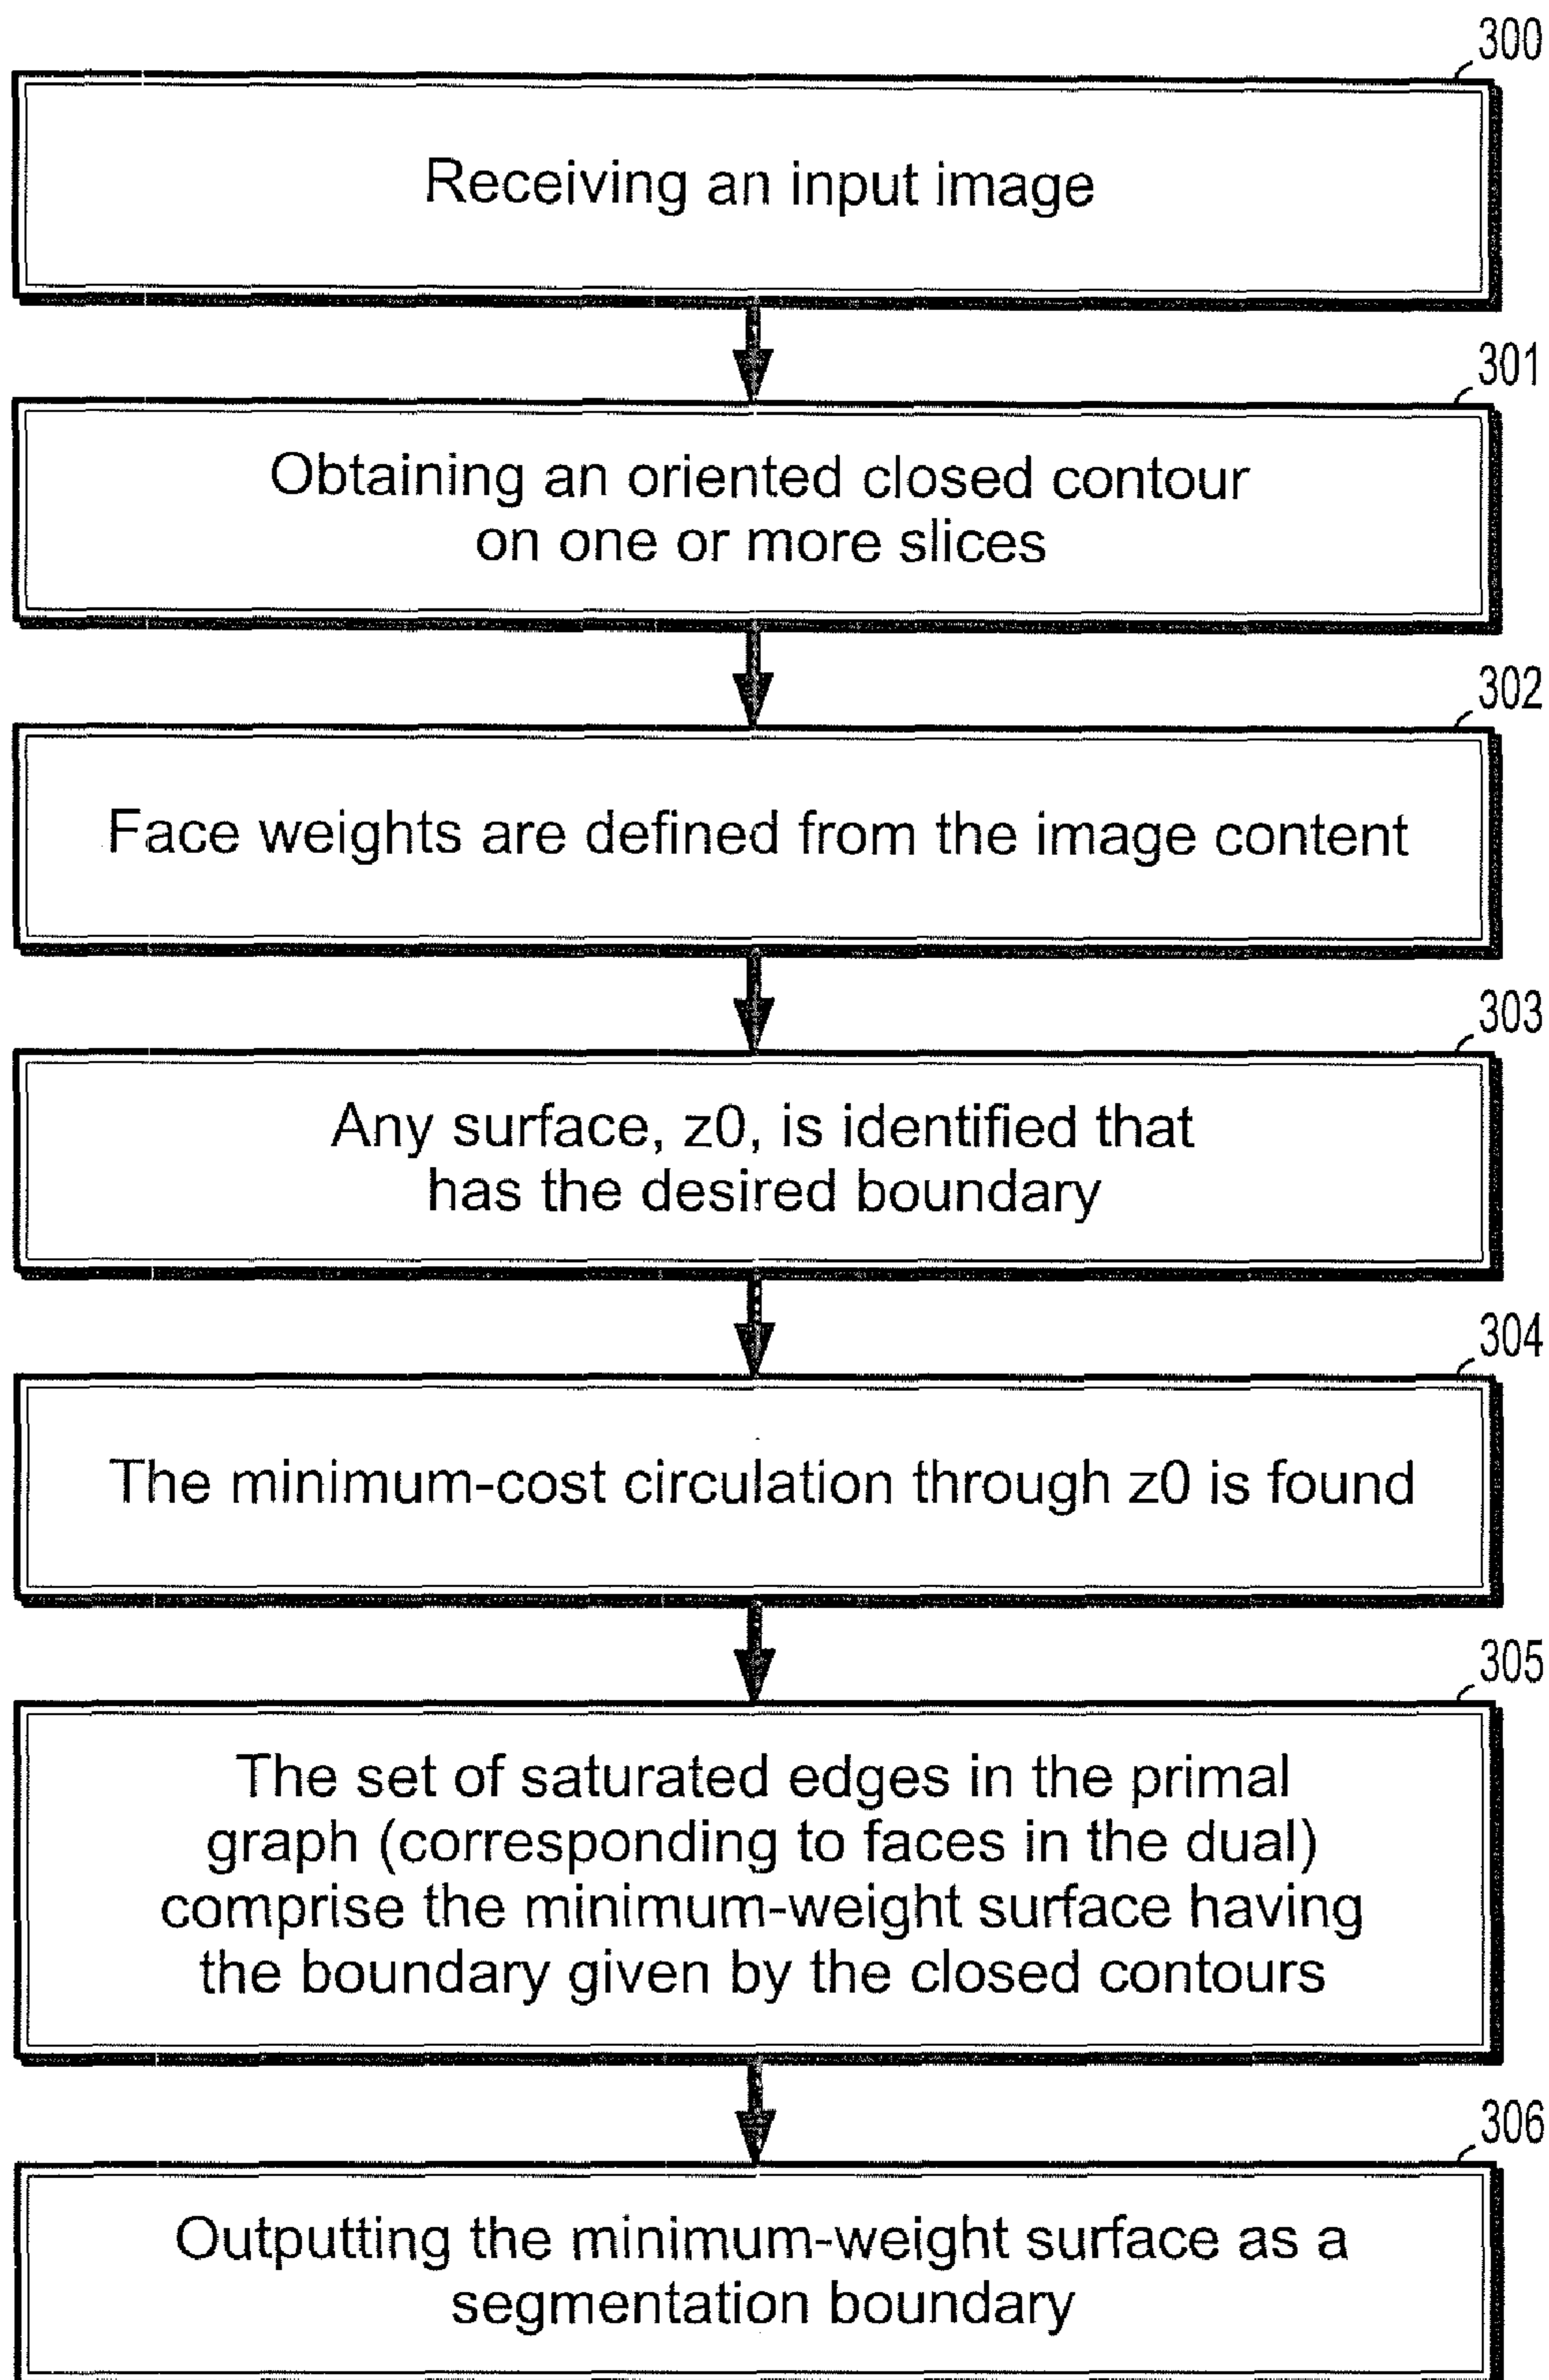 300
Receiving an input image
301
Obtaining an oriented closed contour
on one or more slices
302
Face weights are defined from the image content
303
Any surface, z0, is identified that
has the desired boundary
304
The minimum-cost circulation through z0 is found
305
The set of saturated edges in the primal
graph (corresponding to faces in the dual)
comprise the minimum-weight surface having
the boundary given by the closed contours
306
Outputting the minimum-weight surface as a
segmentation boundary